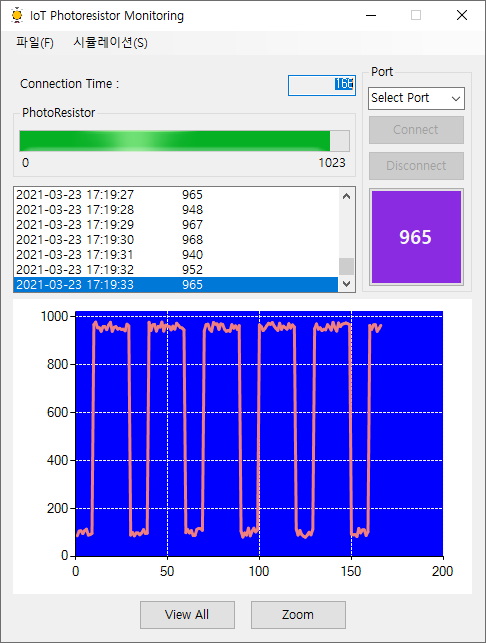 IoT Photoresistor Monitoring
파일(F) 시뮬레이션(S)
Connection Time : 166
Port
Select Port
Connect
Disconnect
965
PhotoResistor
0 1023
2021-03-23 17:19:27 965
2021-03-23 17:19:28 948
2021-03-23 17:19:29 967
2021-03-23 17:19:30 968
2021-03-23 17:19:31 940
2021-03-23 17:19:32 952
2021-03-23 17:19:33 965
1000
800
600
400
200
0
0 50 100 150 200
View All Zoom